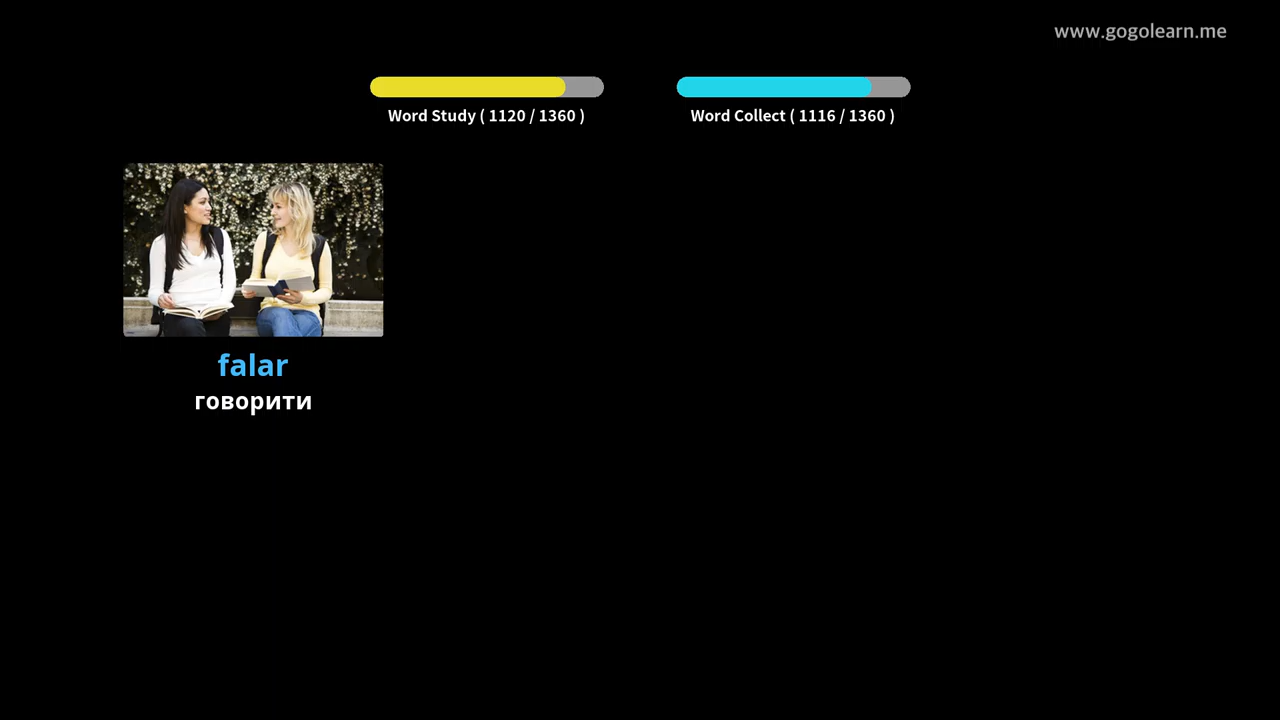 www.gogolearn.me
Word Study ( 1120 / 1360 )
Word Collect ( 1116 / 1360 )
falar
говорити